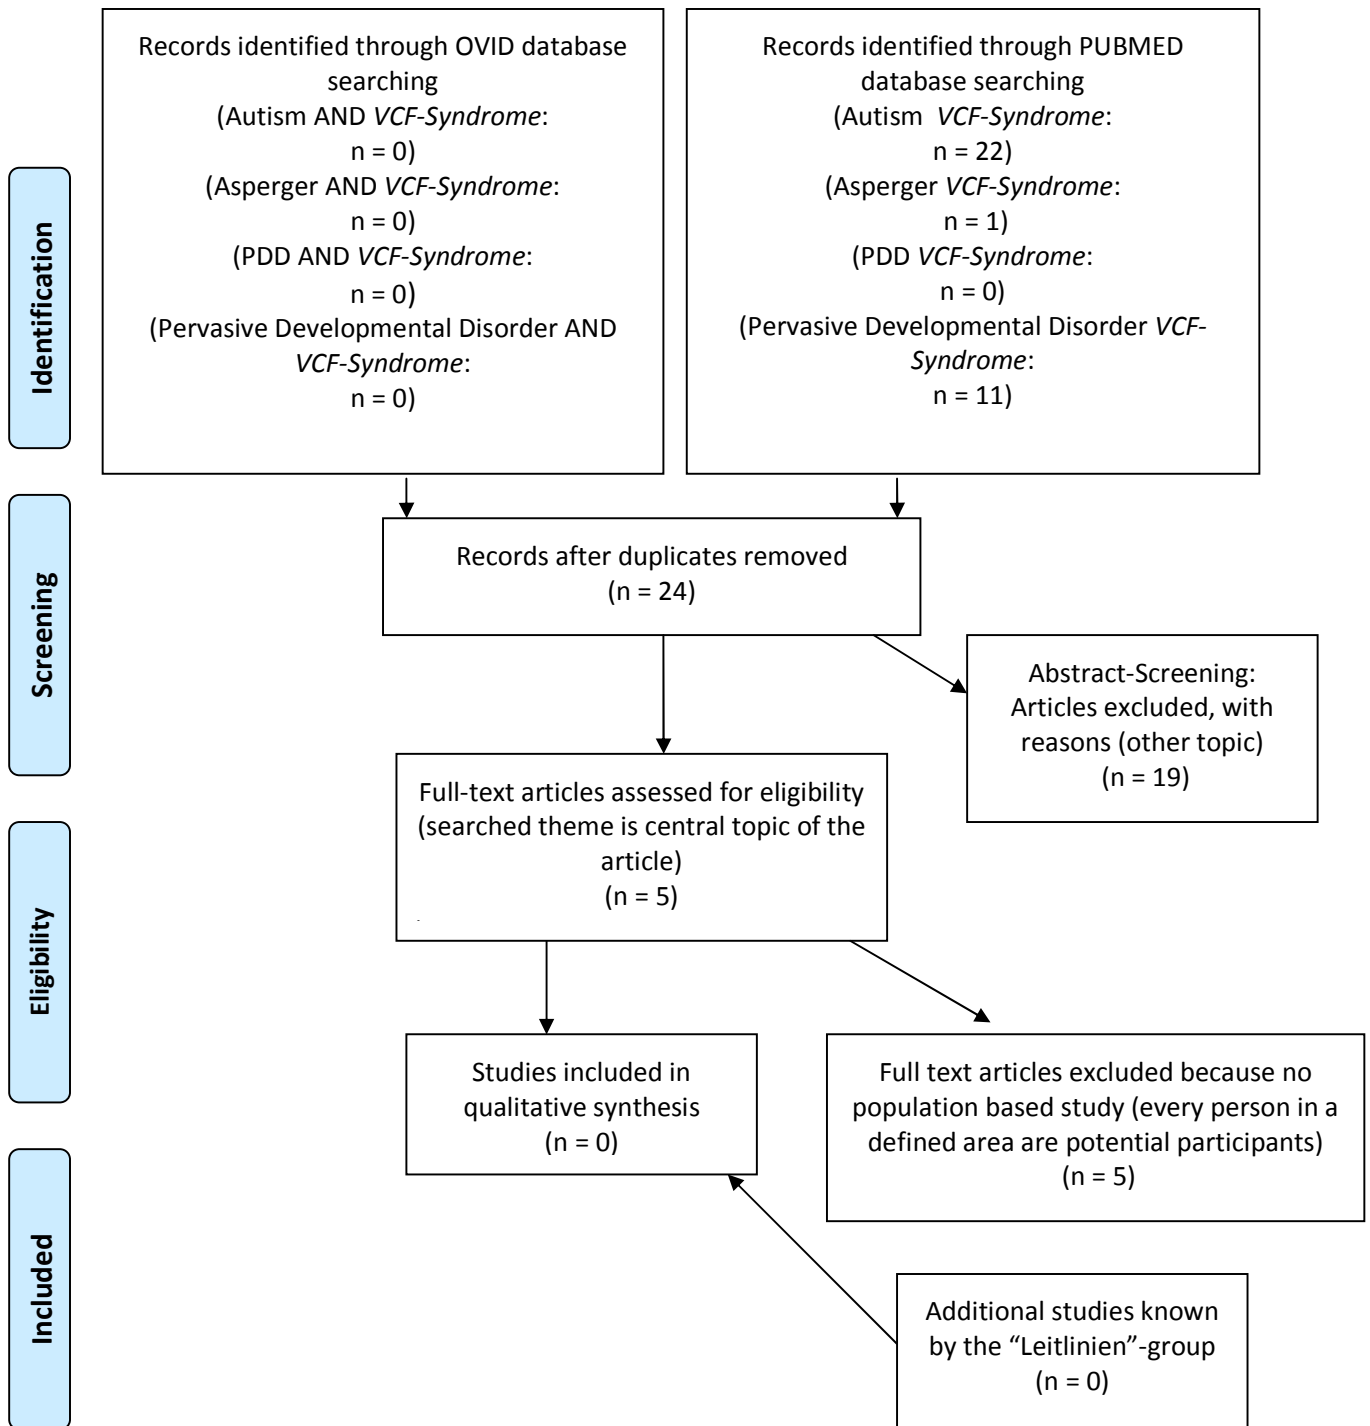 Records identified through OVID database
searching
(Autism AND VCF-Syndrome:
n = 0)
(Asperger AND VCF-Syndrome:
n = 0)
(PDD AND VCF-Syndrome:
n = 0)
(Pervasive Developmental Disorder AND
VCF-Syndrome:
n = 0)
Records identified through PUBMED
database searching
(Autism VCF-Syndrome:
n = 22)
(Asperger VCF-Syndrome:
n = 1)
(PDD VCF-Syndrome:
n = 0)
(Pervasive Developmental Disorder VCF-
Syndrome:
n = 11)
Identification
Records after duplicates removed
(n = 24)
Screening
Abstract-Screening:
Articles excluded, with
reasons (other topic)
(n = 19)
Full-text articles assessed for eligibility
(searched theme is central topic of the
article)
(n = 5)
Eligibility
Studies included in
qualitative synthesis
(n = 0)
Full text articles excluded because no
population based study (every person in a
defined area are potential participants)
(n = 5)
Included
Additional studies known
by the “Leitlinien”-group
(n = 0)